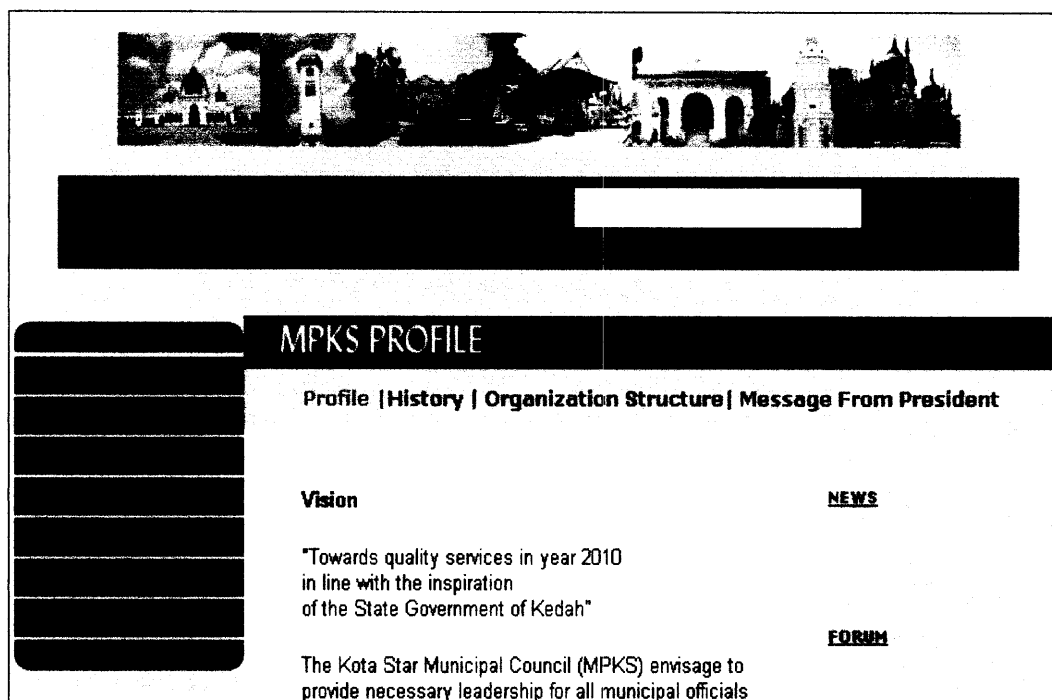 MPKS PROFILE
Profile | History | Organization Structure | Message From President
Vision
NEWS
"Towards quality services in year 2010
in line with the inspiration
of the State Government of Kedah"
FORUM
The Kota Star Municipal Council (MPKS) envisage to
provide necessary leadership for all municipal officials